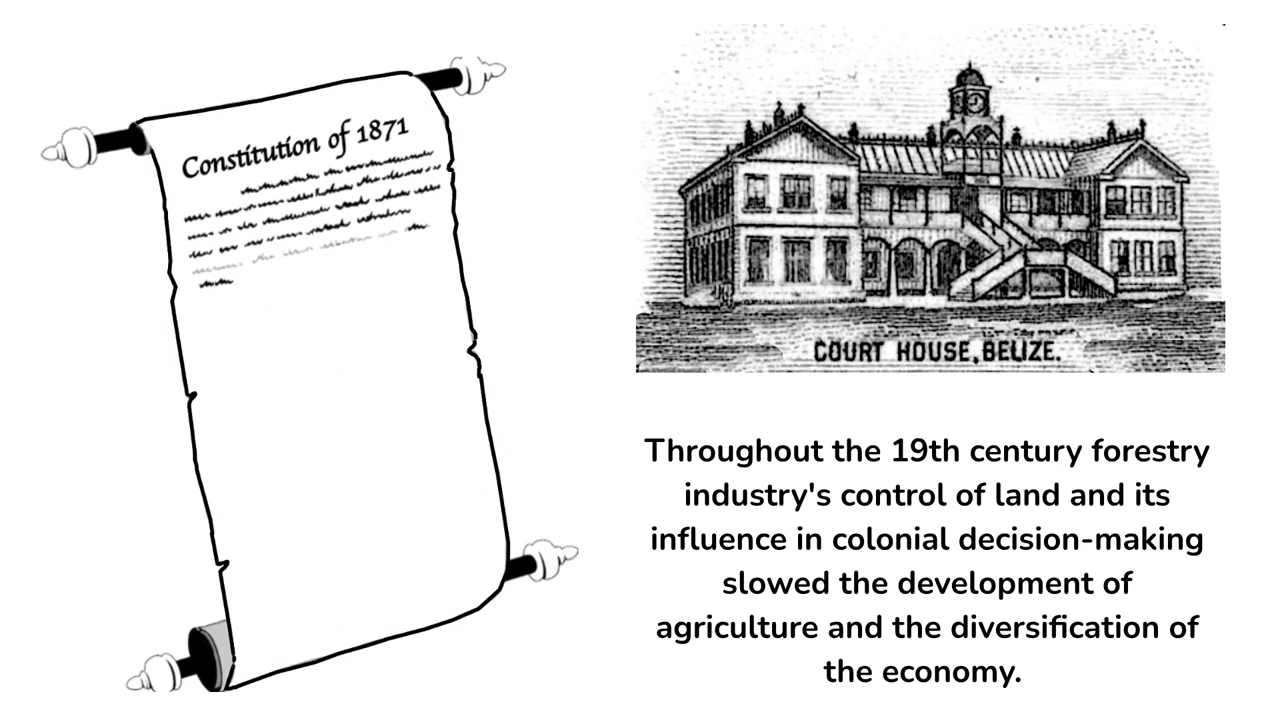 Constitution of 1871
COURT HOUSE, BELIZE.
Throughout the 19th century forestry
industry's control of land and its
influence in colonial decision-making
slowed the development of
agriculture and the diversification of
the economy.